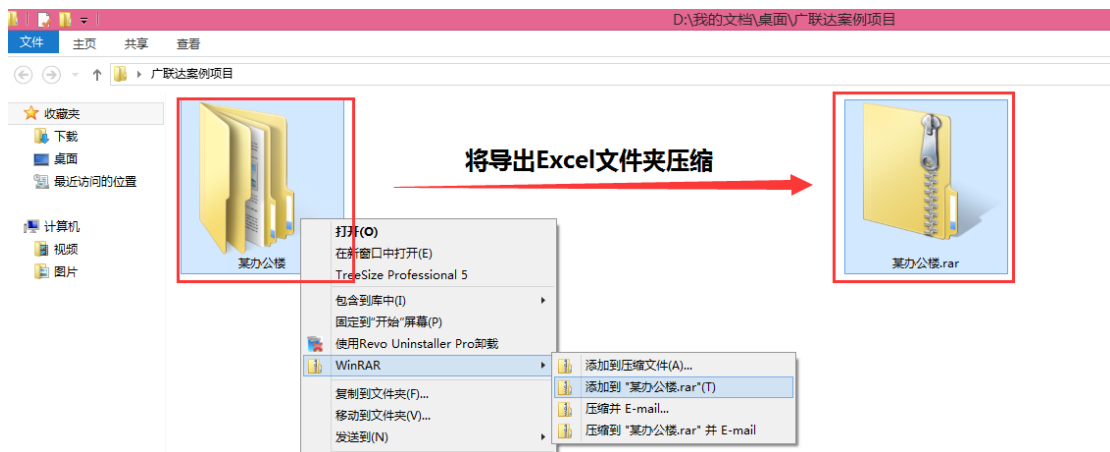 D:\我的文档\桌面\广联达案例项目
文件 主页 共享 查看
广联达案例项目
收藏夹
下载
桌面
最近访问的位置
计算机
视频
图片
将导出Excel文件夹压缩
某办公楼
某办公楼.rar
打开(O)
在新窗口中打开(E)
TreeSize Professional 5
包含到库中(I)
固定到"开始"屏幕(P)
使用Revo Uninstaller Pro卸载
WinRAR
复制到文件夹(F)...
移动到文件夹(V)...
发送到(N)
添加到压缩文件(A)...
添加到 "某办公楼.rar"(T)
压缩并 E-mail...
压缩到 "某办公楼.rar" 并 E-mail